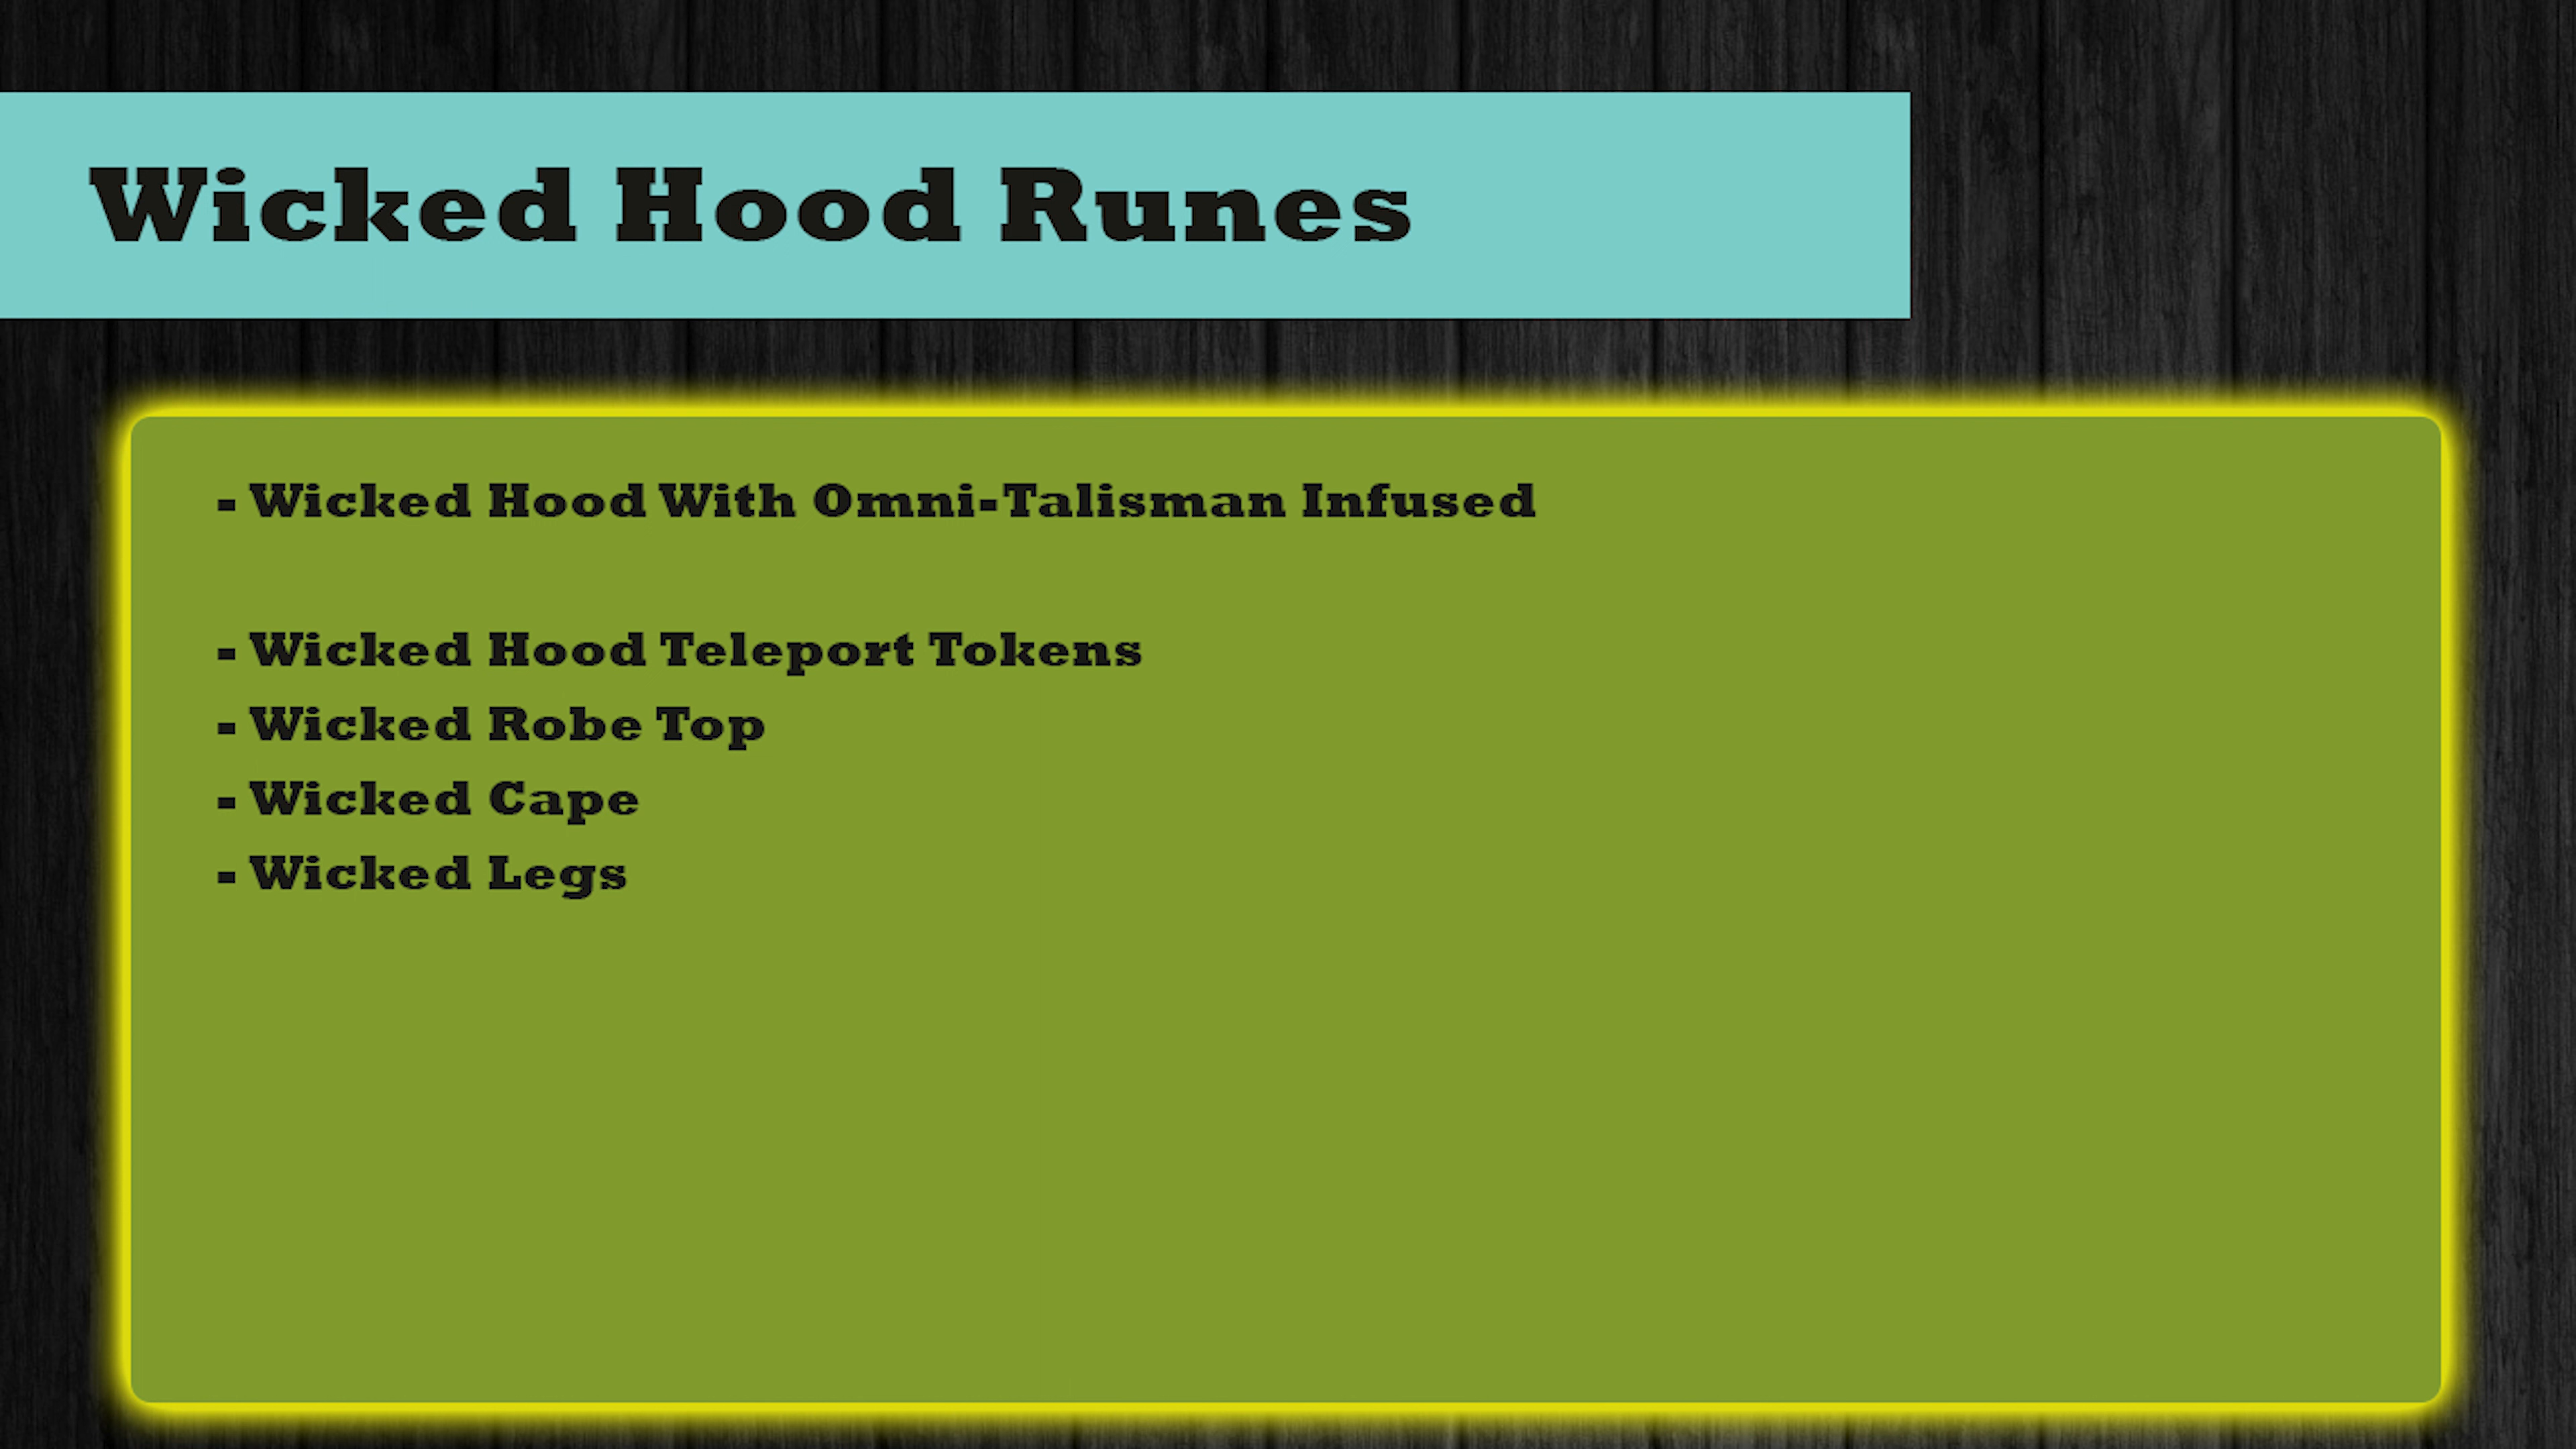 Wicked Hood Runes
- Wicked Hood With Omni-Talisman Infused
- Wicked Hood Teleport Tokens
- Wicked Robe Top
- Wicked Cape
- Wicked Legs